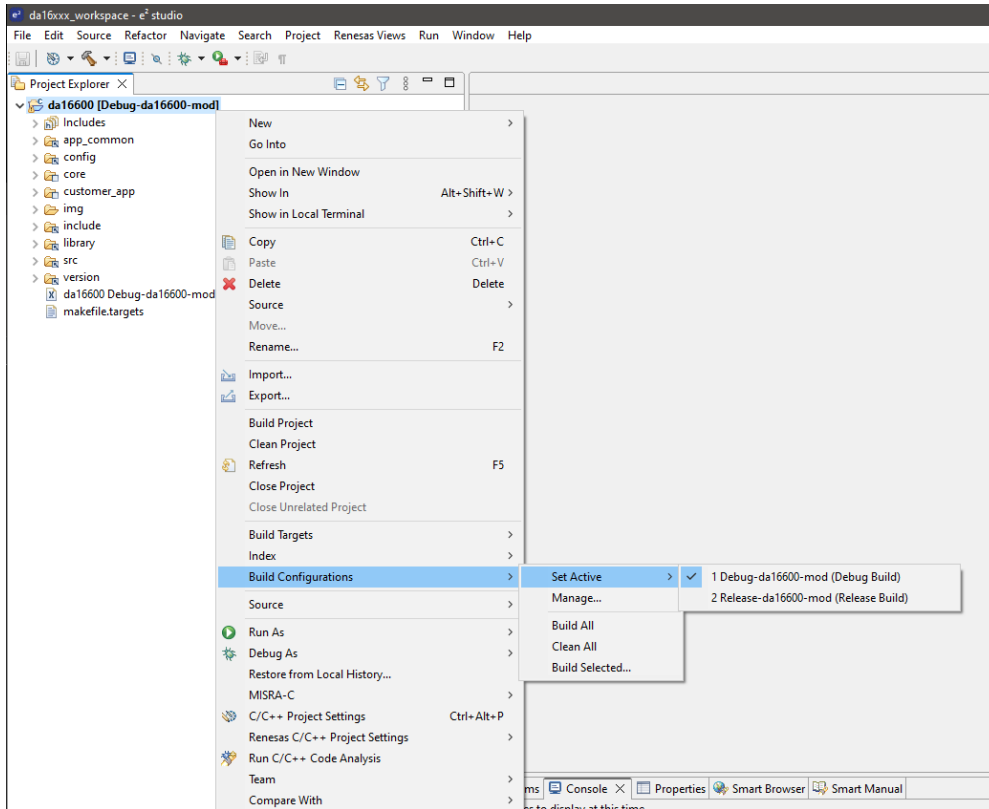 da16xxx_workspace - e² studio
File Edit Source Refactor Navigate Search Project Renesas Views Run Window Help
Project Explorer
da16600 [Debug-da16600-mod]
Includes
app_common
config
core
customer_app
img
include
library
src
version
da16600 Debug-da16600-mod
makefile.targets
New
Go Into
Open in New Window
Show In Alt+Shift+W
Show in Local Terminal
Copy Ctrl+C
Paste Ctrl+V
Delete Delete
Source
Move...
Rename... F2
Import...
Export...
Build Project
Clean Project
Refresh F5
Close Project
Close Unrelated Project
Build Targets
Index
Build Configurations
Source
Run As
Debug As
Restore from Local History...
MISRA-C
C/C++ Project Settings Ctrl+Alt+P
Renesas C/C++ Project Settings
Run C/C++ Code Analysis
Team
Compare With
Set Active
Manage...
Build All
Clean All
Build Selected...
1 Debug-da16600-mod (Debug Build)
2 Release-da16600-mod (Release Build)
ms Console Properties Smart Browser Smart Manual
to display at this time.